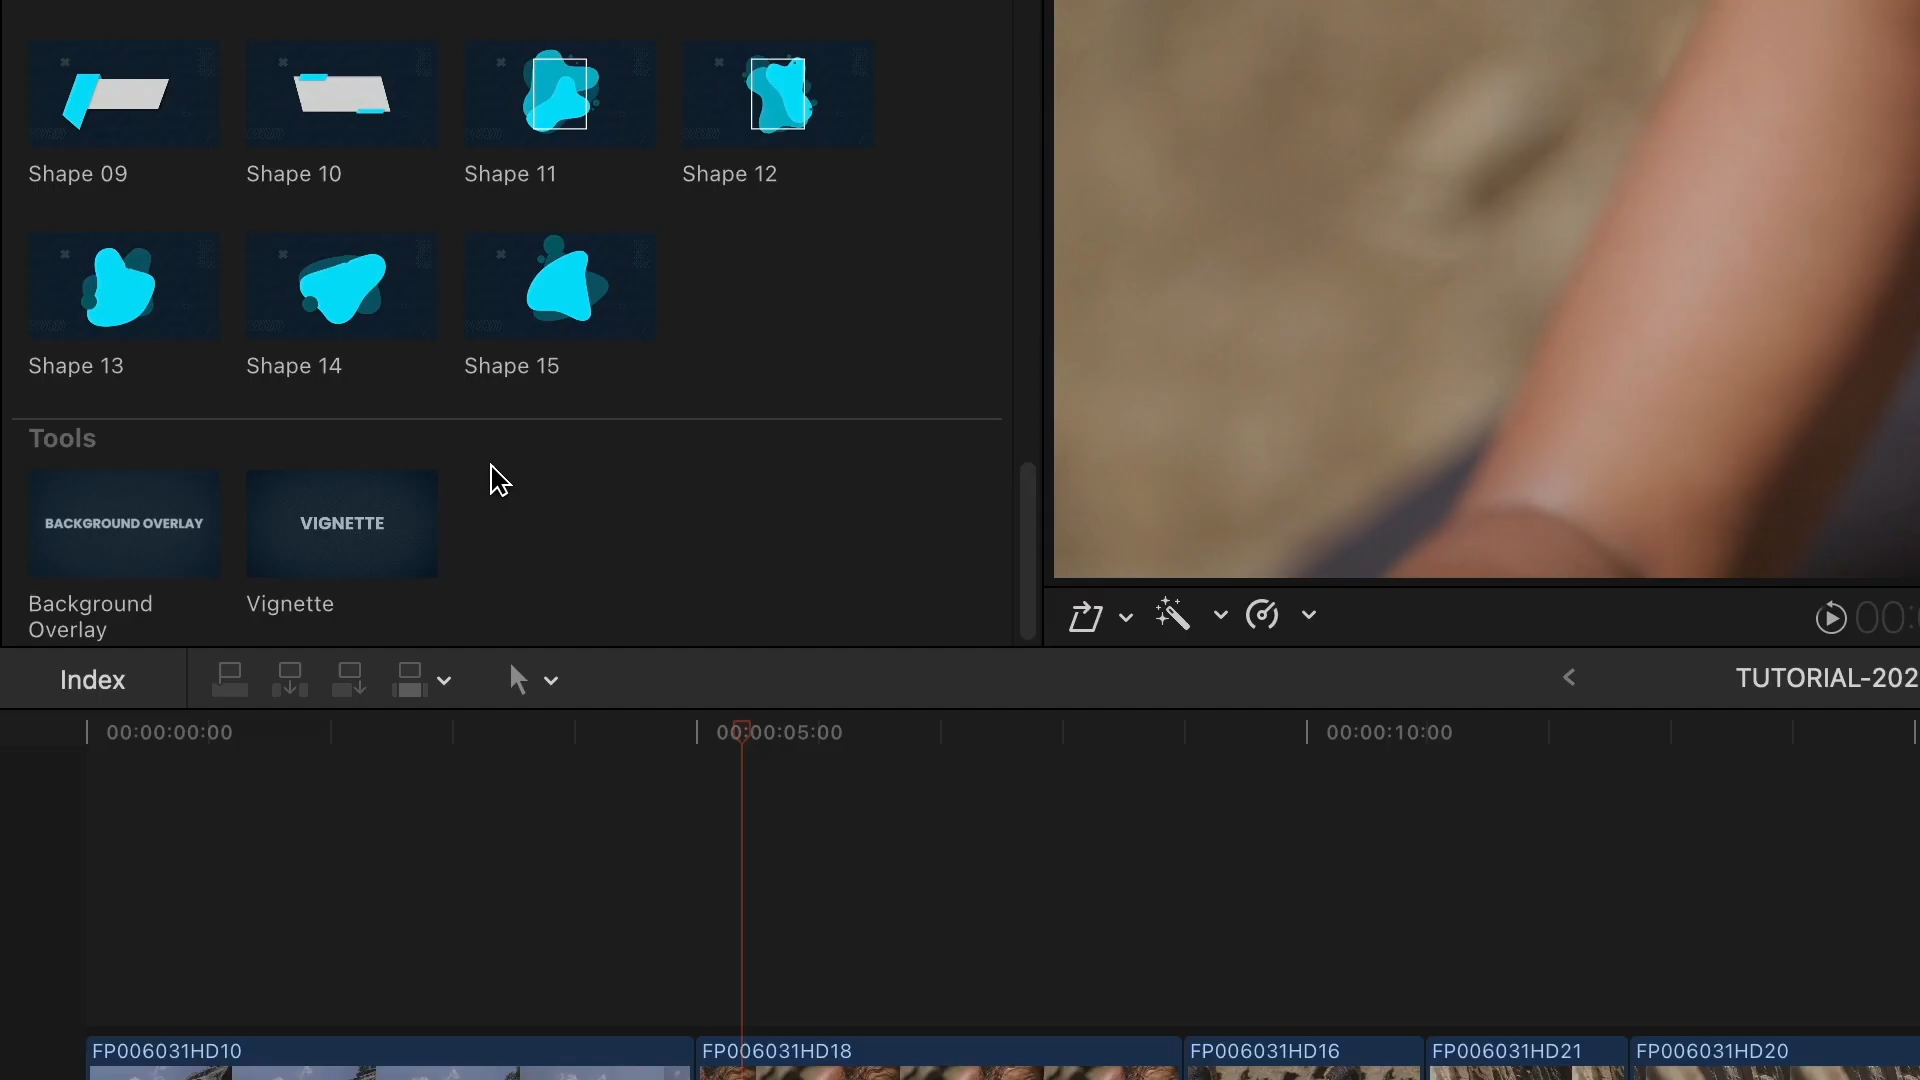 Shape 09
Shape 10
Shape 11
Shape 12
Shape 13
Shape 14
Shape 15
Tools
BACKGROUND OVERLAY
VIGNETTE
Background
Overlay
Vignette
00:
Index
TUTORIAL-202
00:00:00:00
00:00:05:00
00:00:10:00
FP006031HD10
FP006031HD18
FP006031HD16
FP006031HD21
FP006031HD20